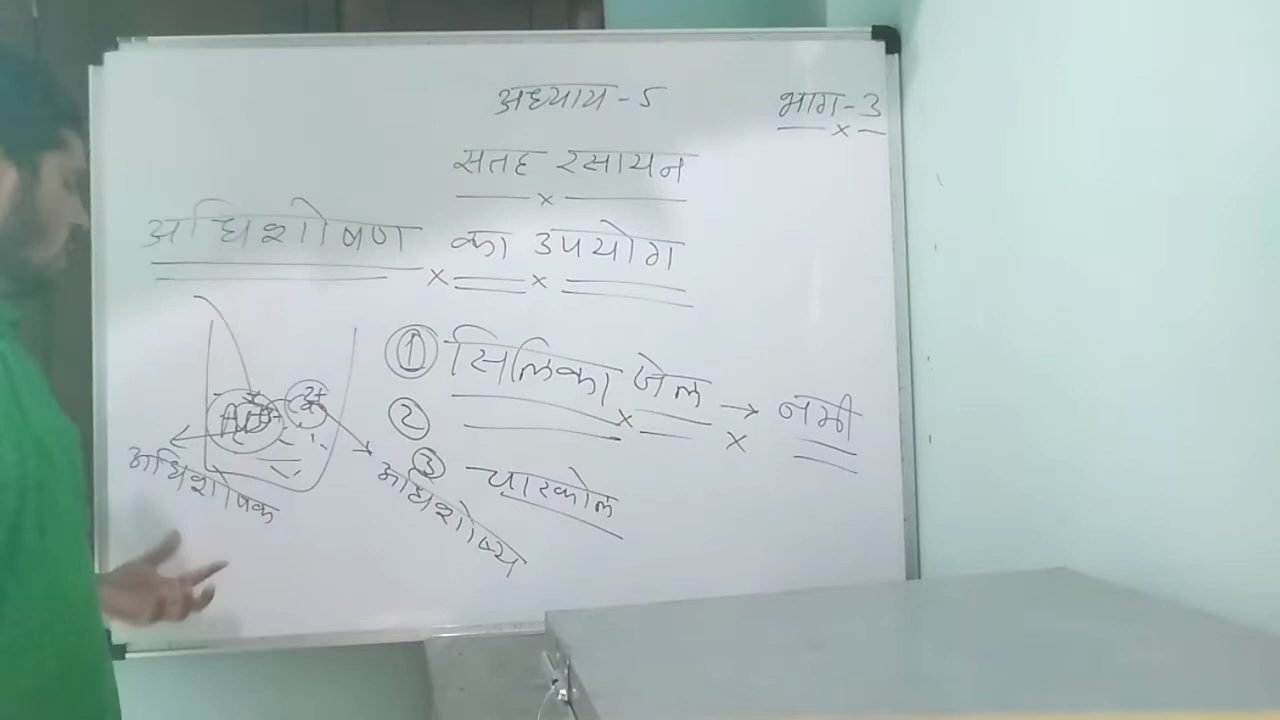 अध्याय-5
भाग-3
सतह रसायन
अधिशोषण का उपयोग
① सिलिका जेल → नमी
②
③ चारकोल
अधिशोषक
अधिशोष्य